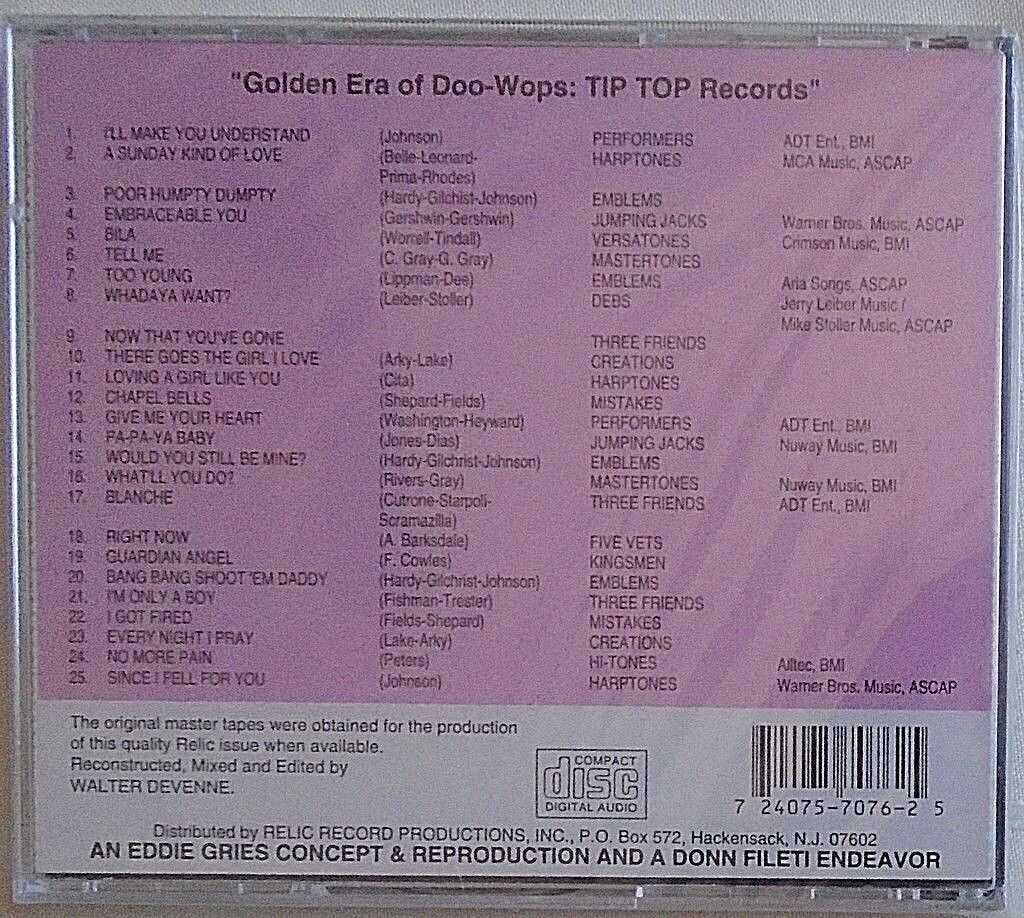 "Golden Era of Doo-Wops: TIP TOP Records"
1. I'LL MAKE YOU UNDERSTAND (Johnson) PERFORMERS ADT Ent., BMI
2. A SUNDAY KIND OF LOVE (Belle-Leonard- HARPTONES MCA Music, ASCAP
Prima-Rhodes)
3. POOR HUMPTY DUMPTY (Hardy-Gilchist-Johnson) EMBLEMS
4. EMBRACEABLE YOU (Gershwin-Gershwin) JUMPING JACKS Warner Bros. Music, ASCAP
5. BILA (Worrell-Tindall) VERSATONES Crimson Music, BMI
6. TELL ME (C. Gray-G. Gray) MASTERTONES
7. TOO YOUNG (Lippman-Dee) EMBLEMS Aria Songs, ASCAP
8. WHADAYA WANT? (Leiber-Stoller) DEBS Jerry Leiber Music /
Mike Stoller Music, ASCAP
9. NOW THAT YOU'VE GONE THREE FRIENDS
10. THERE GOES THE GIRL I LOVE (Arky-Lake) CREATIONS
11. LOVING A GIRL LIKE YOU (Cita) HARPTONES
12. CHAPEL BELLS (Shepard-Fields) MISTAKES
13. GIVE ME YOUR HEART (Washington-Heyward) PERFORMERS ADT Ent., BMI
14. PA-PA-YA BABY (Jones-Dias) JUMPING JACKS Nuway Music, BMI
15. WOULD YOU STILL BE MINE? (Hardy-Gilchrist-Johnson) EMBLEMS
16. WHAT'LL YOU DO? (Rivers-Gray) MASTERTONES Nuway Music, BMI
17. BLANCHE (Cutrone-Starpoli- THREE FRIENDS ADT Ent., BMI
Scramazilla)
18. RIGHT NOW (A. Barksdale) FIVE VETS
19. GUARDIAN ANGEL (F. Cowles) KINGSMEN
20. BANG BANG SHOOT 'EM DADDY (Hardy-Gilchrist-Johnson) EMBLEMS
21. I'M ONLY A BOY (Fishman-Trester) THREE FRIENDS
22. I GOT FIRED (Fields-Shepard) MISTAKES
23. EVERY NIGHT I PRAY (Lake-Arky) CREATIONS
24. NO MORE PAIN (Peters) HI-TONES Alltec, BMI
25. SINCE I FELL FOR YOU (Johnson) HARPTONES Warner Bros. Music, ASCAP
The original master tapes were obtained for the production
of this quality Relic issue when available.
Reconstructed, Mixed and Edited by
WALTER DEVENNE.
COMPACT
disc
DIGITAL AUDIO
7 24075-7076-2 5
Distributed by RELIC RECORD PRODUCTIONS, INC., P.O. Box 572, Hackensack, N.J. 07602
AN EDDIE GRIES CONCEPT & REPRODUCTION AND A DONN FILETI ENDEAVOR